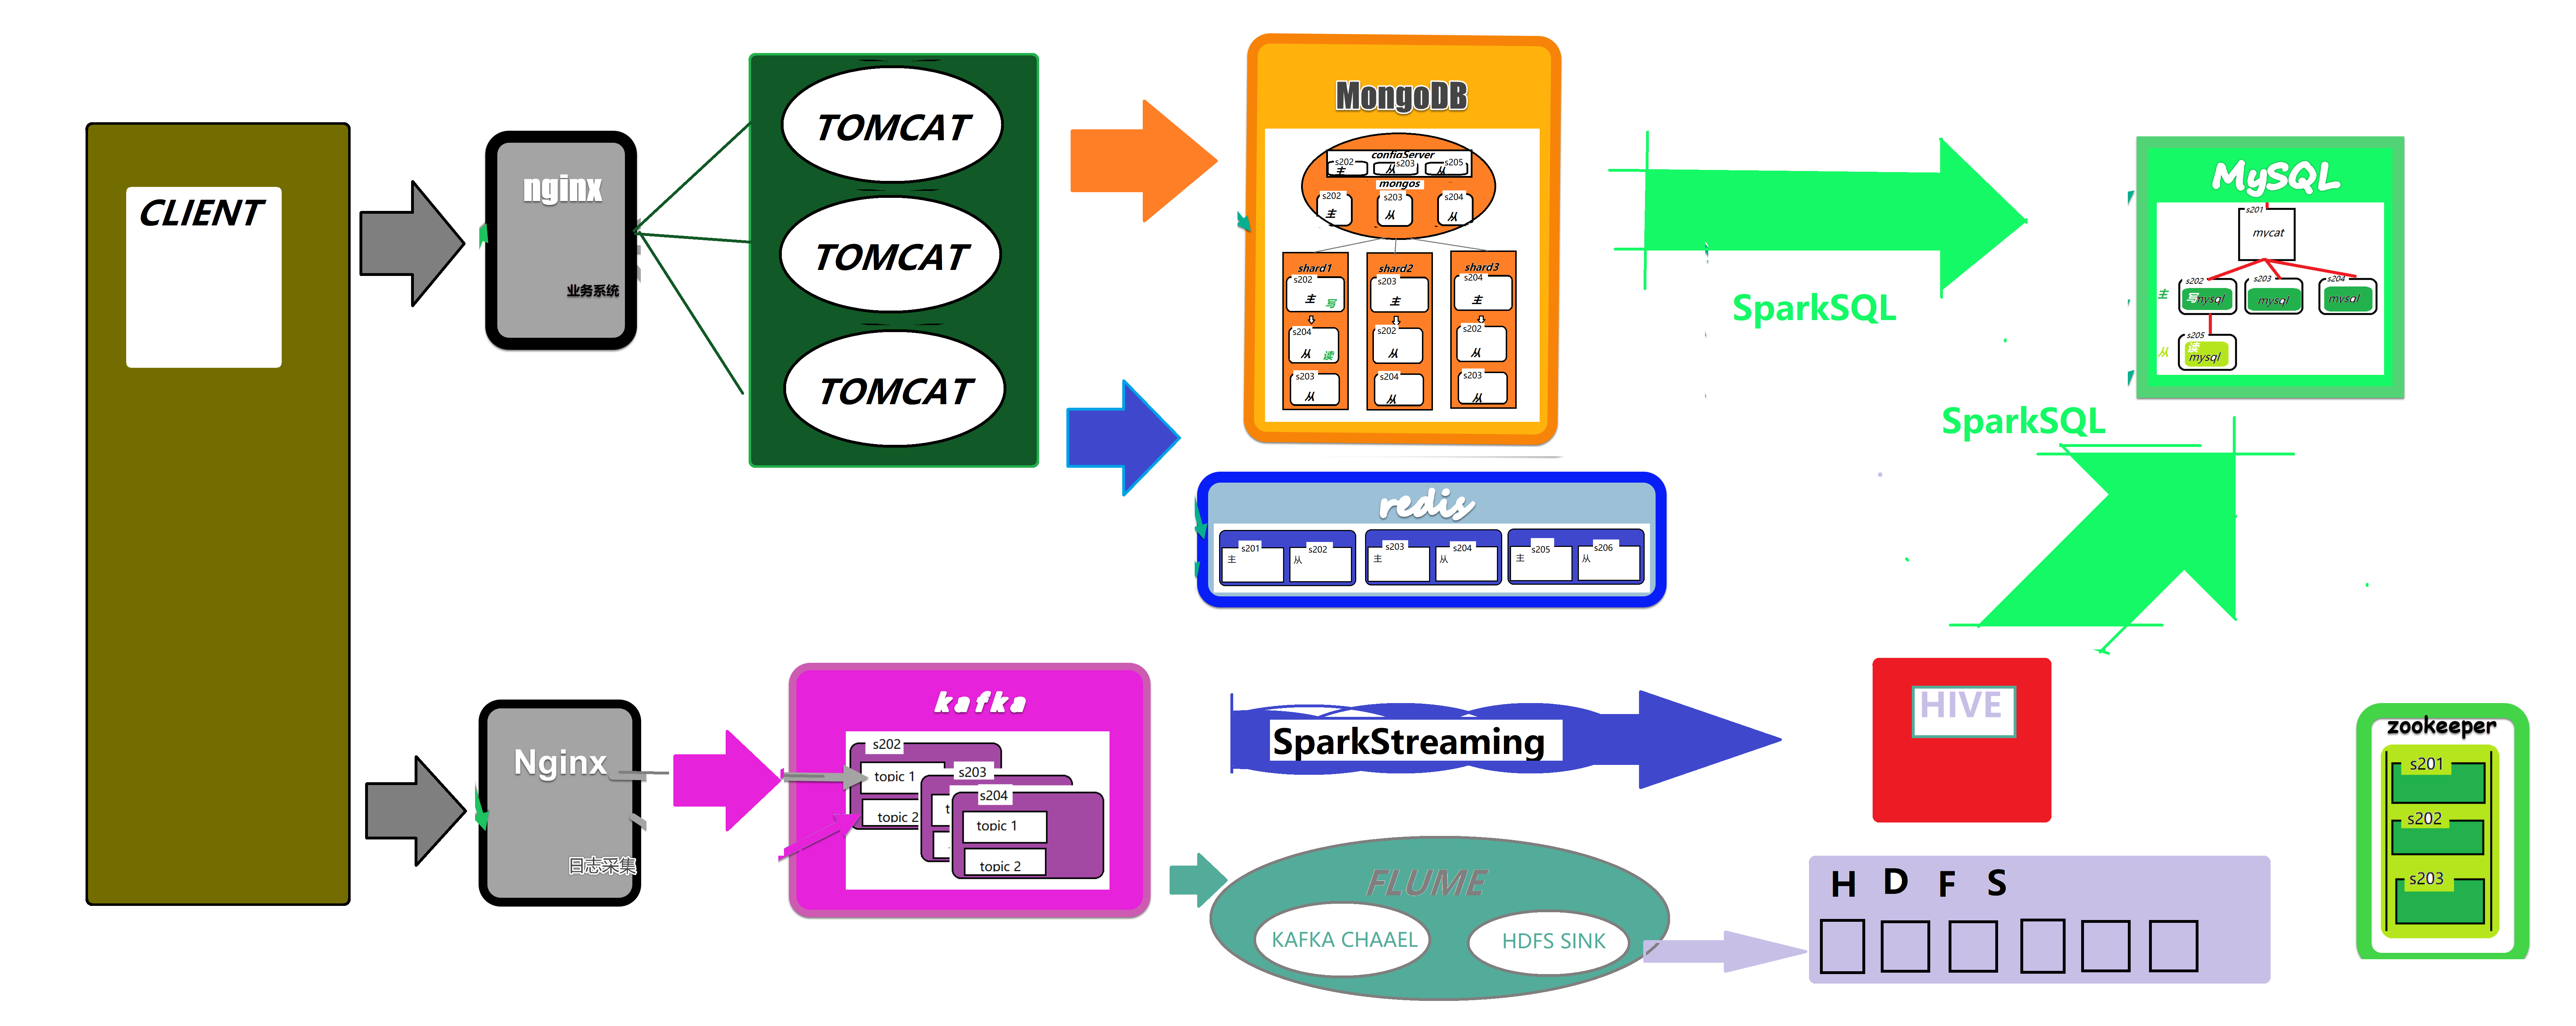 CLIENT
nginx
业务系统
TOMCAT
TOMCAT
TOMCAT
MongoDB
configServer
s202
主
s203
从
s205
从
mongos
s202
主
s203
从
s204
从
shard1
s202
主 写
s204
从 读
s203
从
shard2
s203
主
s202
从
s204
从
shard3
s204
主
s202
从
s203
从
redis
s201
主
s202
从
s203
主
s204
从
s205
主
s206
从
SparkSQL
SparkSQL
MySQL
s201
mycat
主
s202
写mysql
s203
mysql
s204
mysql
从
s205
读
mysql
Nginx
日志采集
kafka
s202
topic 1
topic 2
s203
t
s204
topic 1
topic 2
SparkStreaming
HIVE
FLUME
KAFKA CHAAEL
HDFS SINK
H D F S
zookeeper
s201
s202
s203